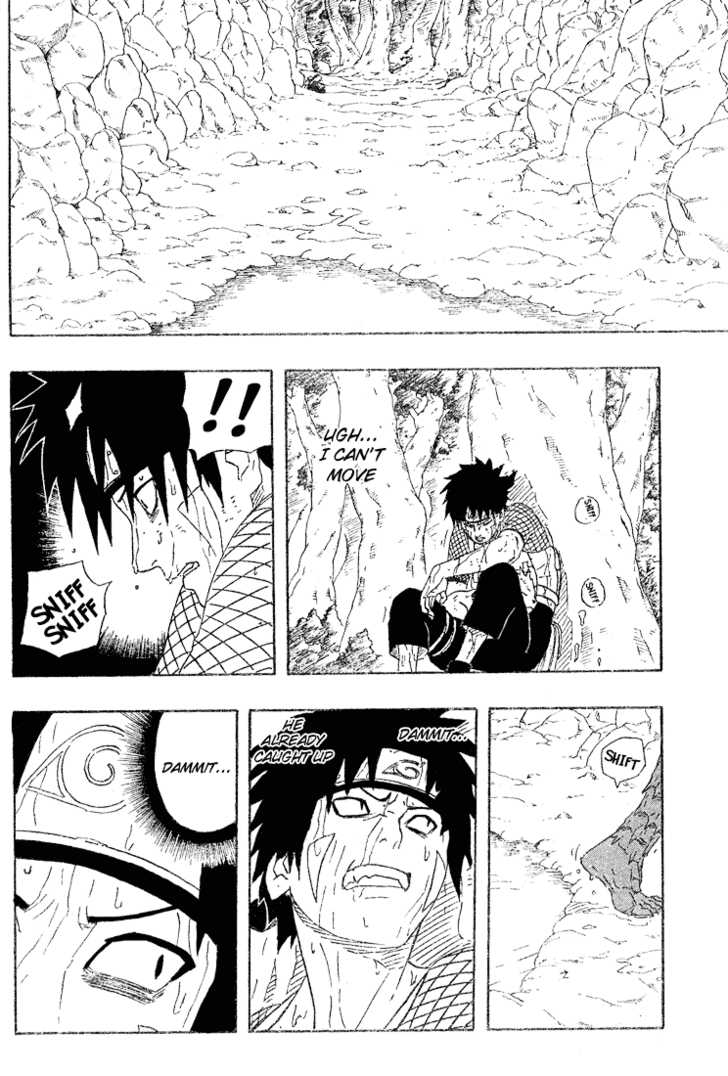 UGH...
I CAN'T
MOVE
SNIFF
SNIFF
!!
SNIFF
SNIFF
SHIFT
DAMMIT...
HE
ALREADY
CAUGHT UP
DAMMIT...